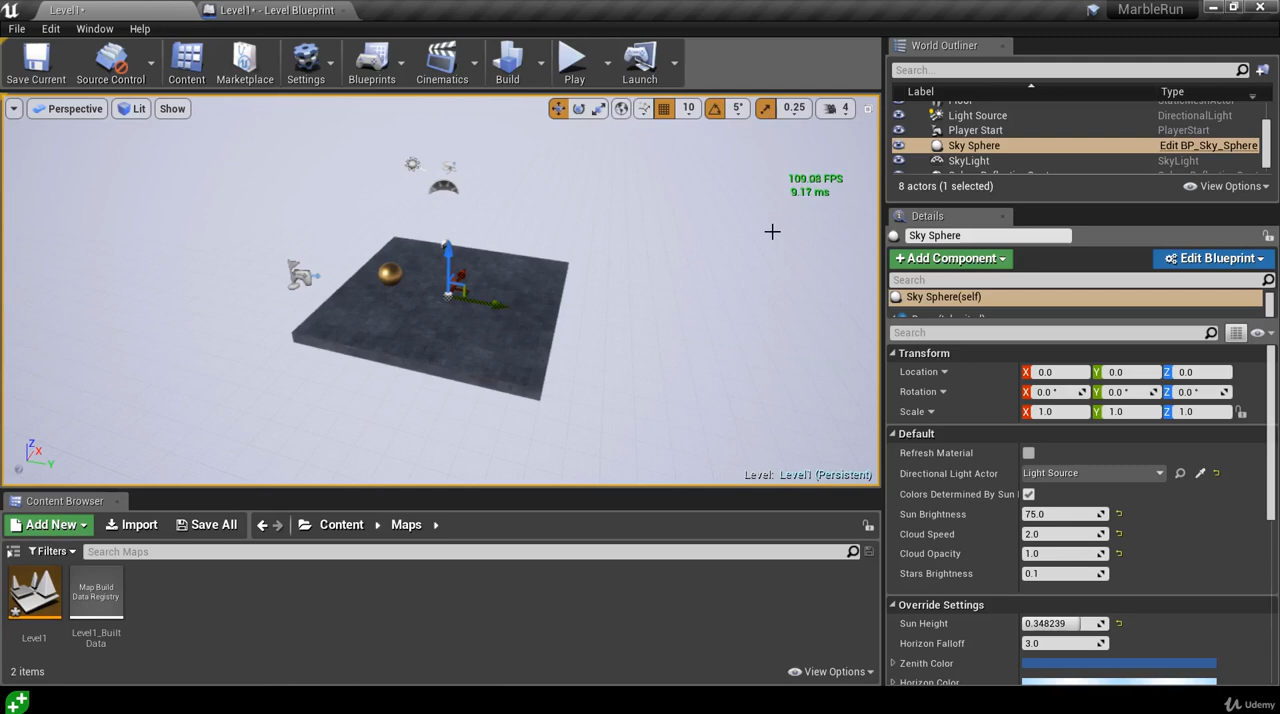 Level1*
Level1* - Level Blueprint
MarbleRun
File Edit Window Help
Save Current
Source Control
Content
Marketplace
Settings
Blueprints
Cinematics
Build
Play
Launch
Perspective
Lit
Show
10
5°
0.25
4
109.08 FPS
9.17 ms
Z
X
Y
Level: Level1 (Persistent)
World Outliner
Search...
Label Type
Floor StaticMeshActor
Light Source DirectionalLight
Player Start PlayerStart
Sky Sphere Edit BP_Sky_Sphere
SkyLight SkyLight
8 actors (1 selected)
View Options
Details
Sky Sphere
+ Add Component
Edit Blueprint
Search
Sky Sphere(self)
Search
Transform
Location X 0.0 Y 0.0 Z 0.0
Rotation X 0.0 ° Y 0.0 ° Z 0.0 °
Scale X 1.0 Y 1.0 Z 1.0
Default
Refresh Material
Directional Light Actor Light Source
Colors Determined By Sun
Sun Brightness 75.0
Cloud Speed 2.0
Cloud Opacity 1.0
Stars Brightness 0.1
Override Settings
Sun Height 0.348239
Horizon Falloff 3.0
Zenith Color
Horizon Color
Content Browser
Add New
Import
Save All
Content
Maps
Filters
Search Maps
Level1
Map Build
Data Registry
Level1_Built
Data
2 items
View Options
Udemy